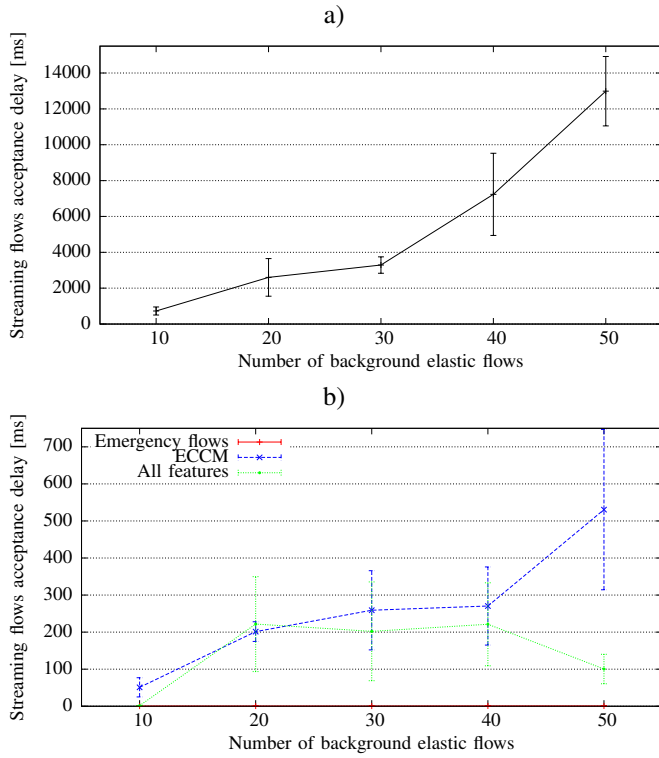 a)
Streaming flows acceptance delay [ms]
14000
12000
10000
8000
6000
4000
2000
0
10 20 30 40 50
Number of background elastic flows
b)
Streaming flows acceptance delay [ms]
Emergency flows
ECCM
All features
700
600
500
400
300
200
100
0
10 20 30 40 50
Number of background elastic flows